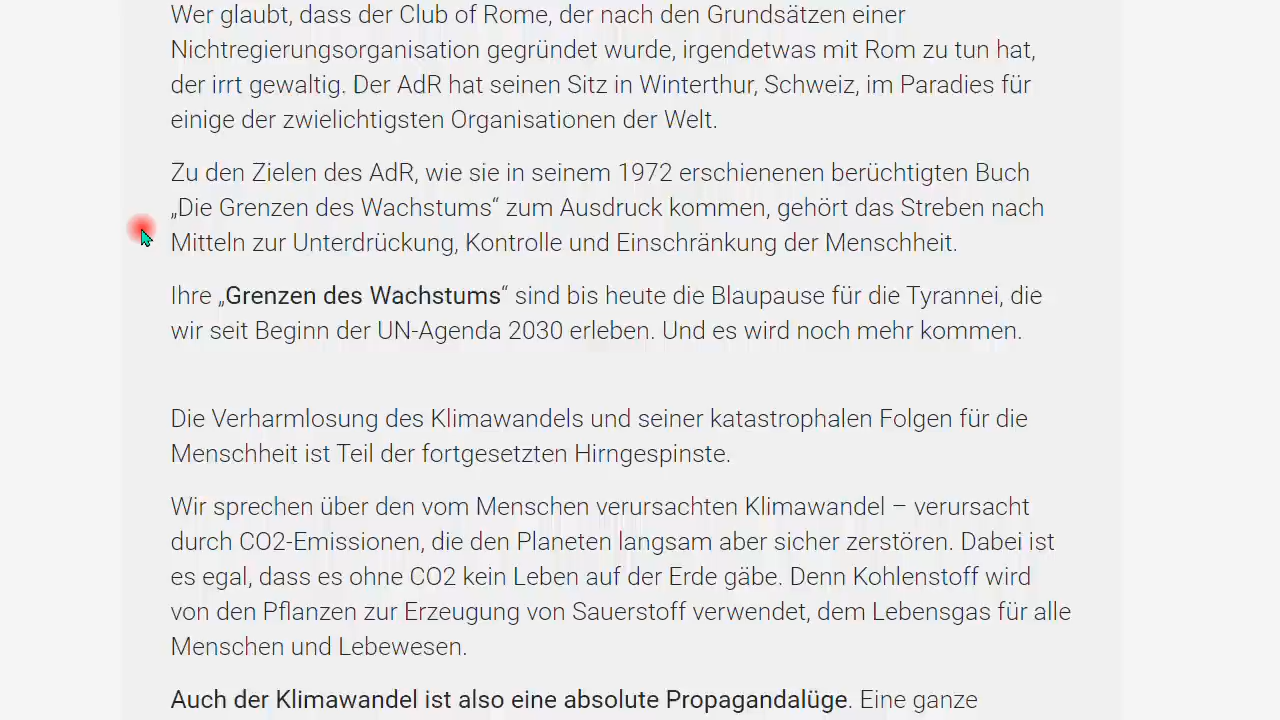 Wer glaubt, dass der Club of Rome, der nach den Grundsätzen einer
Nichtregierungsorganisation gegründet wurde, irgendetwas mit Rom zu tun hat,
der irrt gewaltig. Der AdR hat seinen Sitz in Winterthur, Schweiz, im Paradies für
einige der zwielichtigsten Organisationen der Welt.
Zu den Zielen des AdR, wie sie in seinem 1972 erschienenen berüchtigten Buch
„Die Grenzen des Wachstums“ zum Ausdruck kommen, gehört das Streben nach
Mitteln zur Unterdrückung, Kontrolle und Einschränkung der Menschheit.
Ihre „Grenzen des Wachstums“ sind bis heute die Blaupause für die Tyrannei, die
wir seit Beginn der UN-Agenda 2030 erleben. Und es wird noch mehr kommen.
Die Verharmlosung des Klimawandels und seiner katastrophalen Folgen für die
Menschheit ist Teil der fortgesetzten Hirngespinste.
Wir sprechen über den vom Menschen verursachten Klimawandel – verursacht
durch CO2-Emissionen, die den Planeten langsam aber sicher zerstören. Dabei ist
es egal, dass es ohne CO2 kein Leben auf der Erde gäbe. Denn Kohlenstoff wird
von den Pflanzen zur Erzeugung von Sauerstoff verwendet, dem Lebensgas für alle
Menschen und Lebewesen.
Auch der Klimawandel ist also eine absolute Propagandalüge. Eine ganze